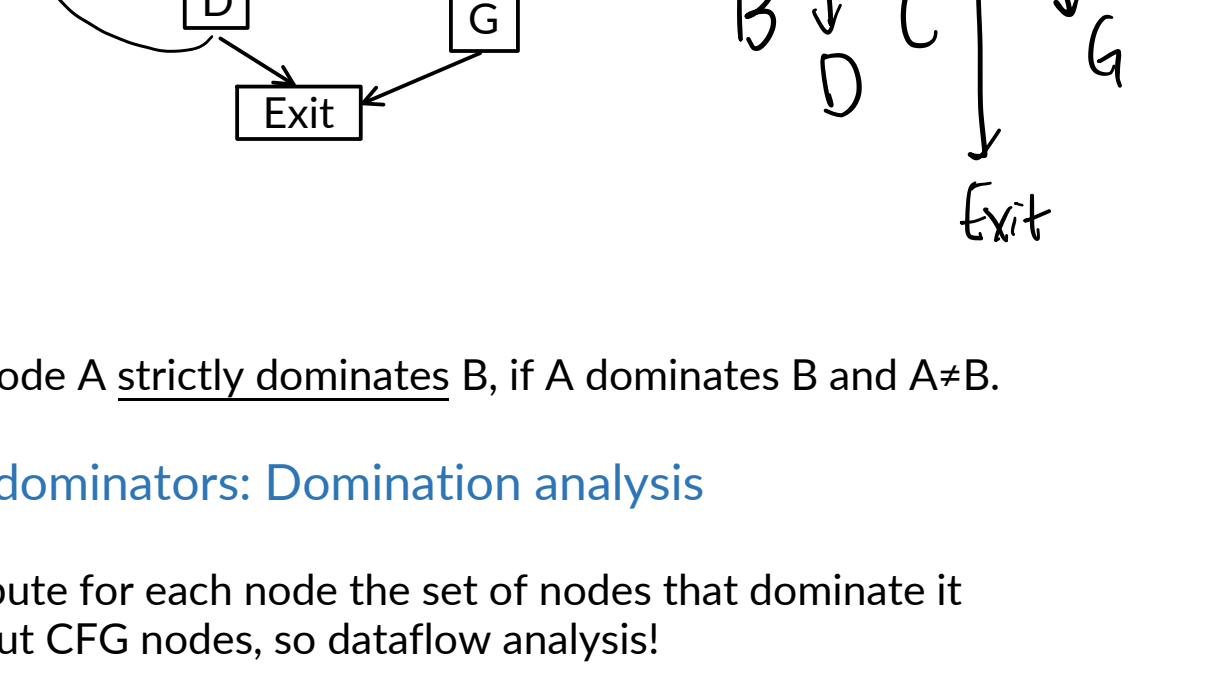 D
G
Exit
B
C
D
G
Exit
ode A strictly dominates B, if A dominates B and A≠B.
dominators: Domination analysis
ute for each node the set of nodes that dominate it
ut CFG nodes, so dataflow analysis!